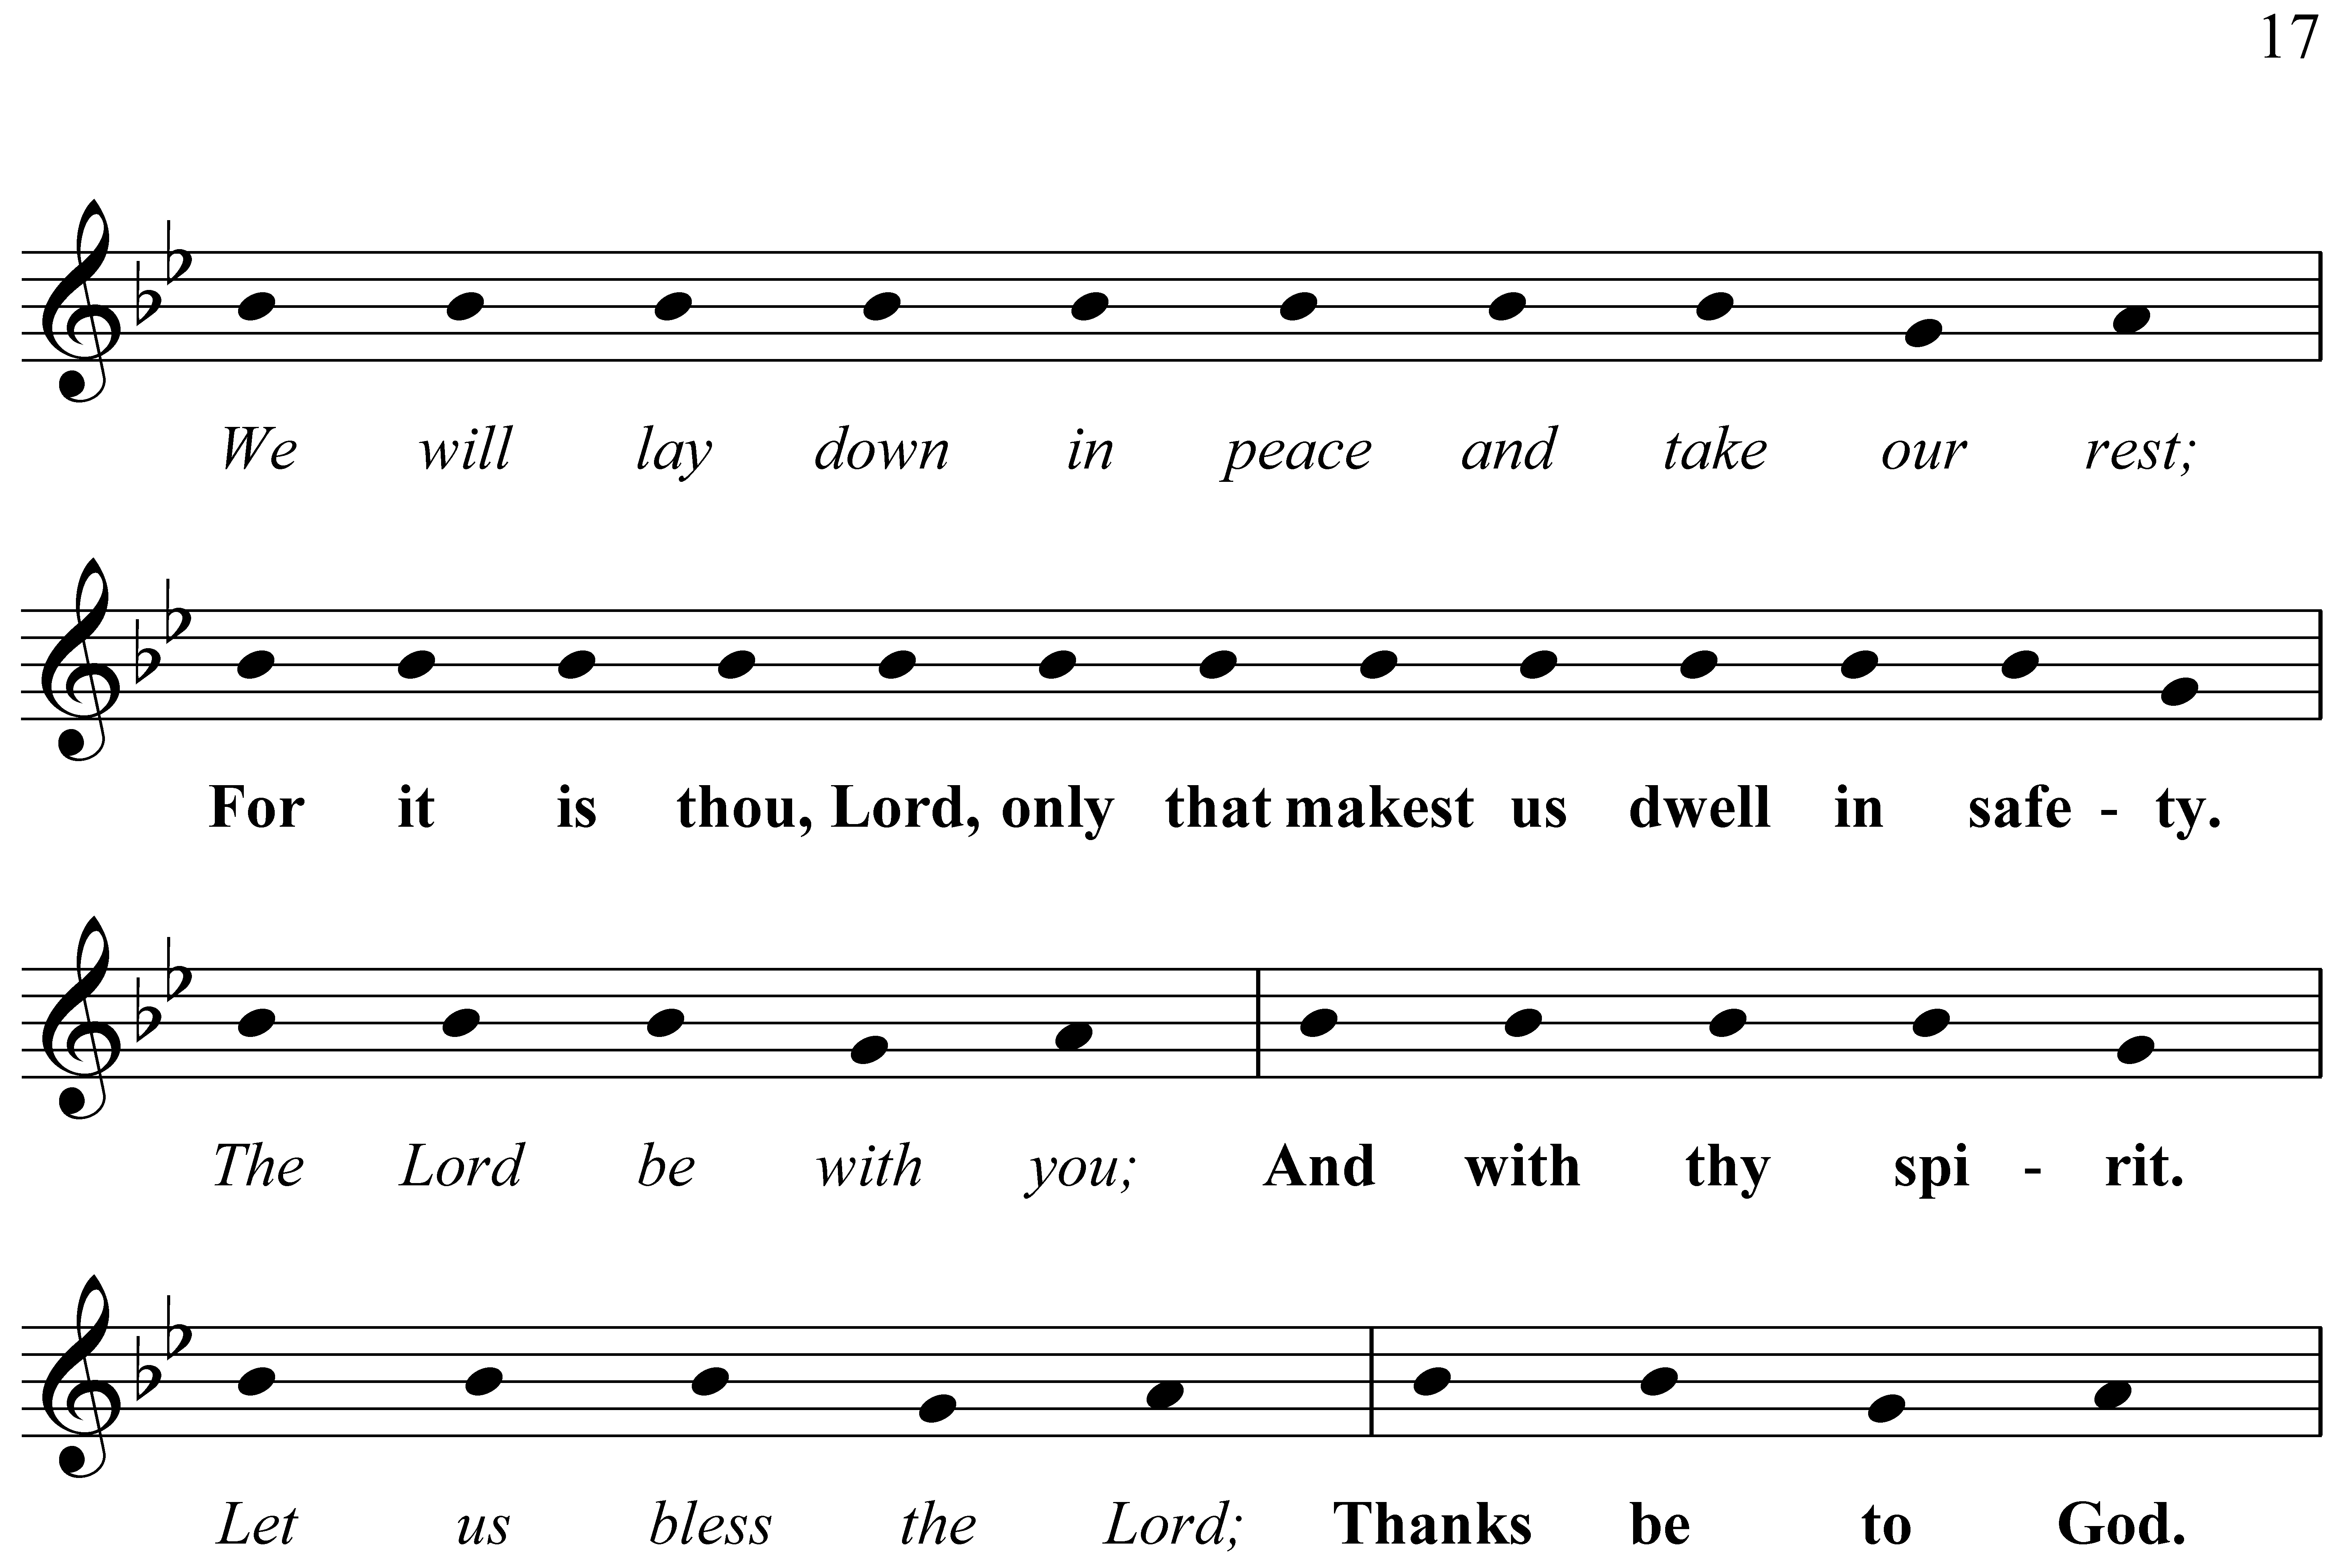 17
We will lay down in peace and take our rest;
For it is thou, Lord, only that makest us dwell in safe - ty.
The Lord be with you; And with thy spi - rit.
Let us bless the Lord; Thanks be to God.